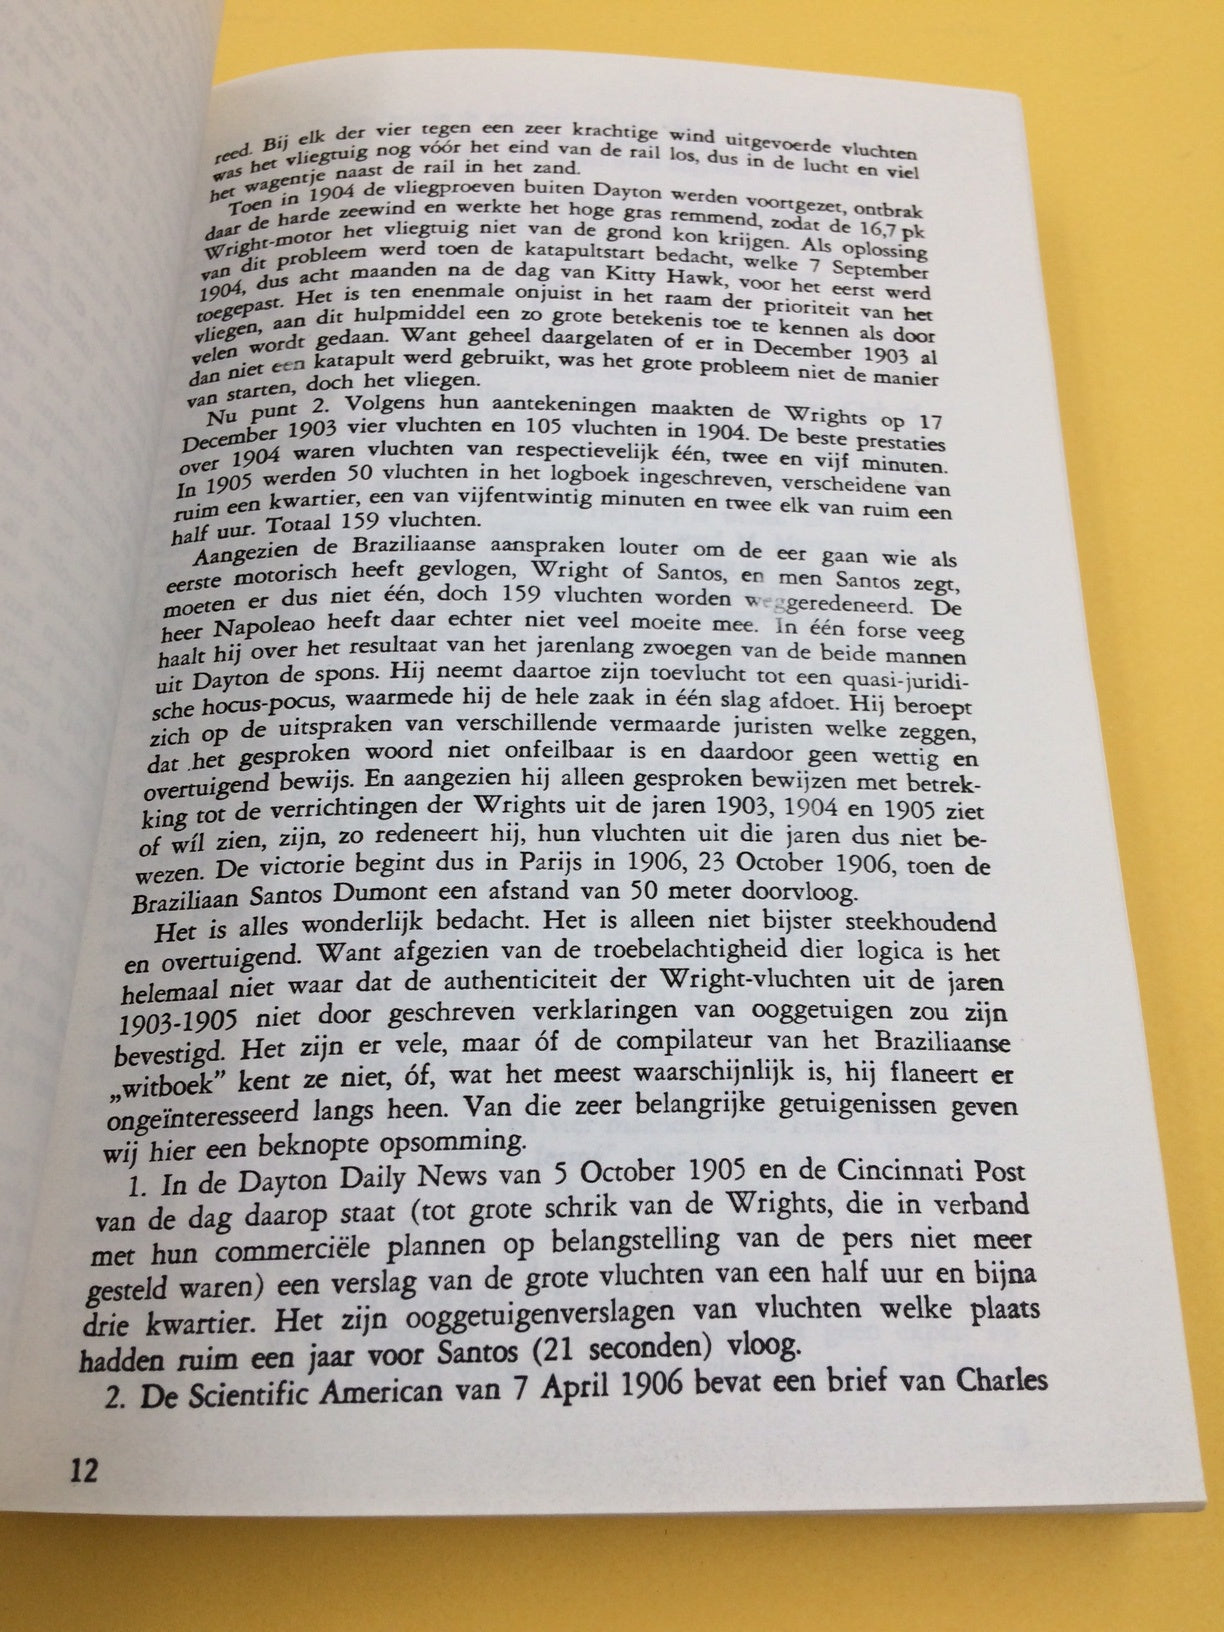 reed. Bij elk der vier tegen een zeer krachtige wind uitgevoerde vluchten
was het vliegtuig nog vóór het eind van de rail los, dus in de lucht en viel
het wagentje naast de rail in het zand.
Toen in 1904 de vliegproeven buiten Dayton werden voortgezet, ontbrak
daar de harde zeewind en werkte het hoge gras remmend, zodat de 16,7 pk
Wright-motor het vliegtuig niet van de grond kon krijgen. Als oplossing
van dit probleem werd toen de katapultstart bedacht, welke 7 September
1904, dus acht maanden na de dag van Kitty Hawk, voor het eerst werd
toegepast. Het is ten enenmale onjuist in het raam der prioriteit van het
vliegen, aan dit hulpmiddel een zo grote betekenis toe te kennen als door
velen wordt gedaan. Want geheel daargelaten of er in December 1903 al
dan niet een katapult werd gebruikt, was het grote probleem niet de manier
van starten, doch het vliegen.
Nu punt 2. Volgens hun aantekeningen maakten de Wrights op 17
December 1903 vier vluchten en 105 vluchten in 1904. De beste prestaties
over 1904 waren vluchten van respectievelijk één, twee en vijf minuten.
In 1905 werden 50 vluchten in het logboek ingeschreven, verscheidene van
ruim een kwartier, een van vijfentwintig minuten en twee elk van ruim een
half uur. Totaal 159 vluchten.
Aangezien de Braziliaanse aanspraken louter om de eer gaan wie als
eerste motorisch heeft gevlogen, Wright of Santos, en men Santos zegt,
moeten er dus niet één, doch 159 vluchten worden weggeredeneerd. De
heer Napoleao heeft daar echter niet veel moeite mee. In één forse veeg
haalt hij over het resultaat van het jarenlang zwoegen van de beide mannen
uit Dayton de spons. Hij neemt daartoe zijn toevlucht tot een quasi-juridi-
sche hocus-pocus, waarmede hij de hele zaak in één slag afdoet. Hij beroept
zich op de uitspraken van verschillende vermaarde juristen welke zeggen,
dat het gesproken woord niet onfeilbaar is en daardoor geen wettig en
overtuigend bewijs. En aangezien hij alleen gesproken bewijzen met betrek-
king tot de verrichtingen der Wrights uit de jaren 1903, 1904 en 1905 ziet
of wíl zien, zijn, zo redeneert hij, hun vluchten uit die jaren dus niet be-
wezen. De victorie begint dus in Parijs in 1906, 23 October 1906, toen de
Braziliaan Santos Dumont een afstand van 50 meter doorvloog.
Het is alles wonderlijk bedacht. Het is alleen niet bijster steekhoudend
en overtuigend. Want afgezien van de troebelachtigheid dier logica is het
helemaal niet waar dat de authenticiteit der Wright-vluchten uit de jaren
1903-1905 niet door geschreven verklaringen van ooggetuigen zou zijn
bevestigd. Het zijn er vele, maar óf de compilateur van het Braziliaanse
„witboek” kent ze niet, óf, wat het meest waarschijnlijk is, hij flaneert er
ongeïnteresseerd langs heen. Van die zeer belangrijke getuigenissen geven
wij hier een beknopte opsomming.
1. In de Dayton Daily News van 5 October 1905 en de Cincinnati Post
van de dag daarop staat (tot grote schrik van de Wrights, die in verband
met hun commerciële plannen op belangstelling van de pers niet meer
gesteld waren) een verslag van de grote vluchten van een half uur en bijna
drie kwartier. Het zijn ooggetuigenverslagen van vluchten welke plaats
hadden ruim een jaar voor Santos (21 seconden) vloog.
2. De Scientific American van 7 April 1906 bevat een brief van Charles
12